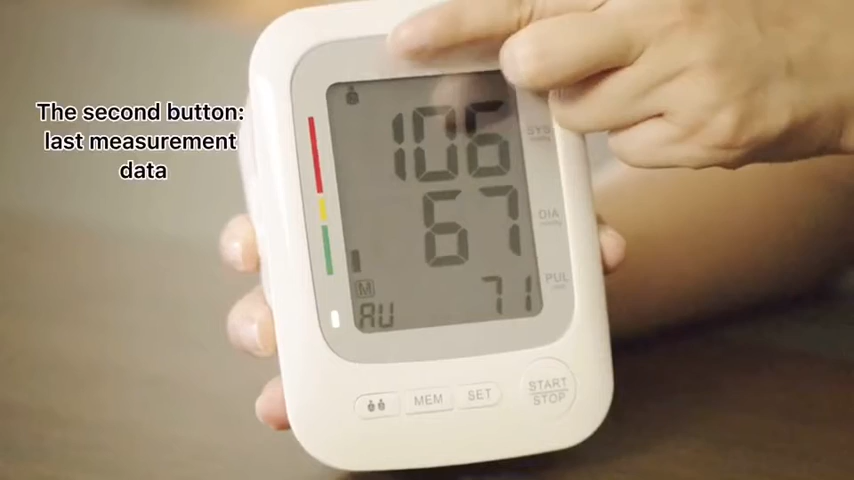 The second button:
last measurement
data
106
SYS
67
DIA
PUL
M
71
AU
MEM
SET
START
STOP